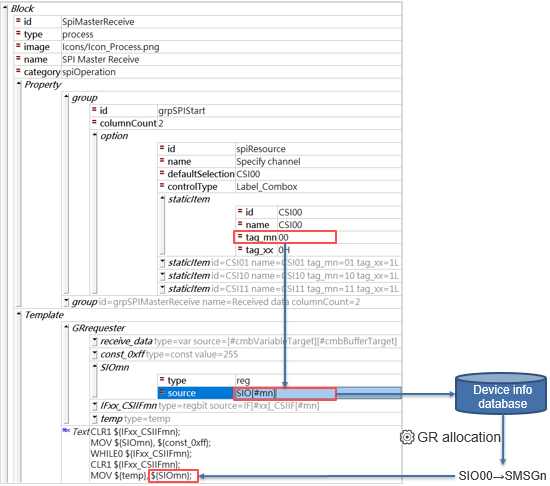 Block
id SpiMasterReceive
type process
image Icons/Icon_Process.png
name SPI Master Receive
category spiOperation
Property
group
id grpSPIStart
columnCount 2
option
id spiResource
name Specify channel
defaultSelection CSI00
controlType Label_Combox
staticItem
id CSI00
name CSI00
tag_mn 00
tag_xx 0H
staticItem id=CSI01 name=CSI01 tag_mn=01 tag_xx=1L
staticItem id=CSI10 name=CSI10 tag_mn=10 tag_xx=1L
staticItem id=CSI11 name=CSI11 tag_mn=11 tag_xx=1L
group id=grpSPIMasterReceive name=Received data columnCount=2
Template
GRrequester
receive_data type=var source=[#cmbVariableTarget][#cmbBufferTarget]
const_0xff type=const value=255
SIOmn
type reg
source SIO[#mn]
IFxx_CSIIFmn type=regbit source=IF[#xx]_CSIIF[#mn]
temp type=temp
Text CLR1 $(IFxx_CSIIFmn);
MOV $(SIOmn), $(const_0xff);
WHILE0 $(IFxx_CSIIFmn);
CLR1 $(IFxx_CSIIFmn);
MOV $(temp), $(SIOmn);
Device info
database
GR allocation
SIO00→SMSGn